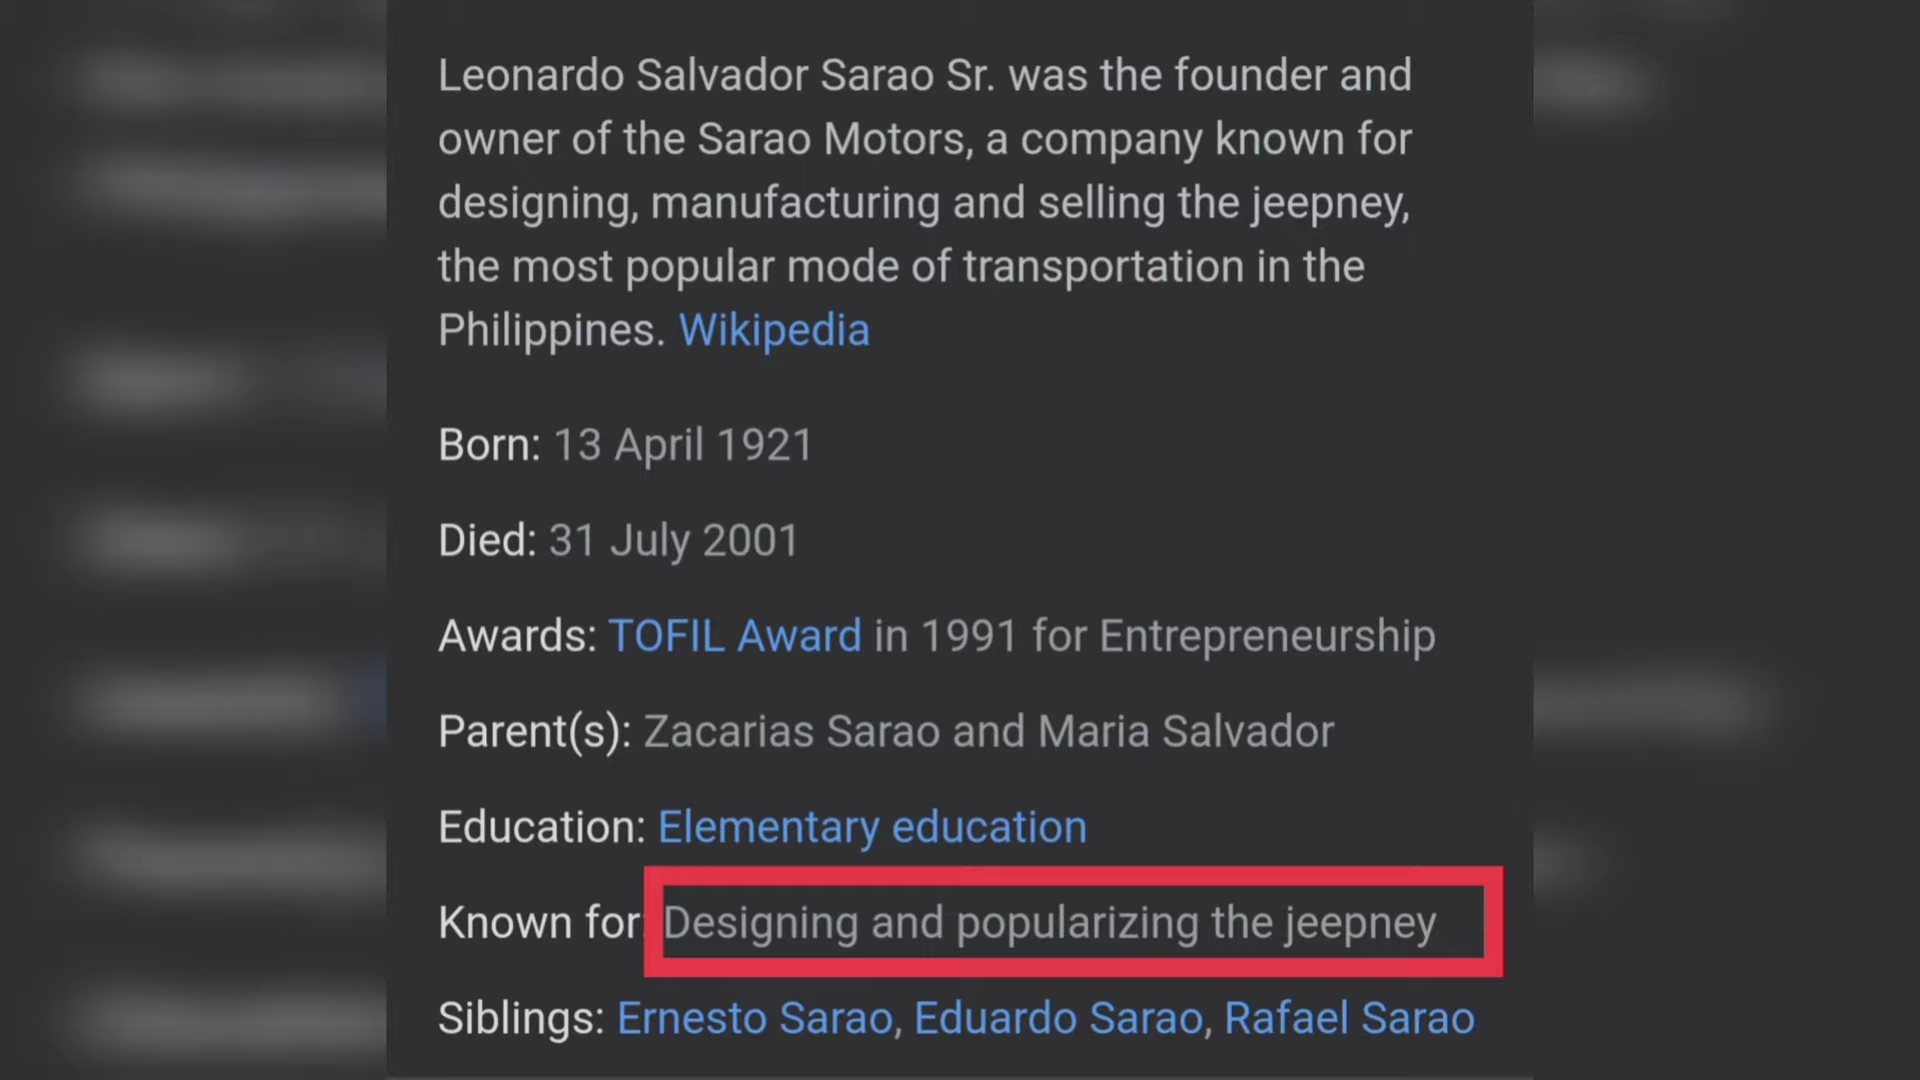 Leonardo Salvador Sarao Sr. was the founder and
owner of the Sarao Motors, a company known for
designing, manufacturing and selling the jeepney,
the most popular mode of transportation in the
Philippines. Wikipedia
Born: 13 April 1921
Died: 31 July 2001
Awards: TOFIL Award in 1991 for Entrepreneurship
Parent(s): Zacarias Sarao and Maria Salvador
Education: Elementary education
Known for: Designing and popularizing the jeepney
Siblings: Ernesto Sarao, Eduardo Sarao, Rafael Sarao